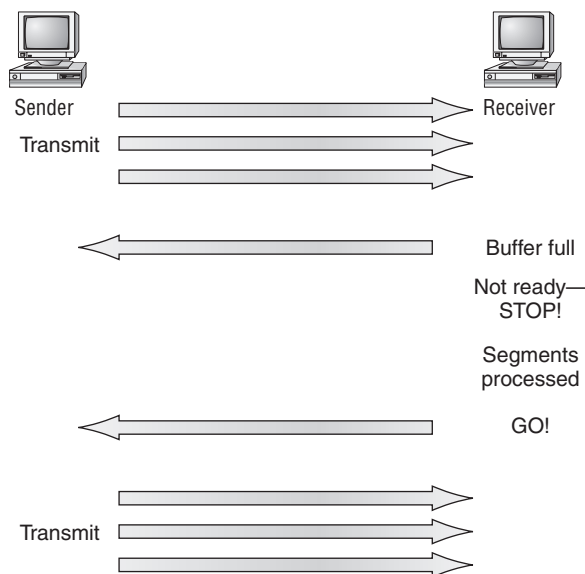 Sender
Receiver
Transmit
Buffer full
Not ready—
STOP!
Segments
processed
GO!
Transmit